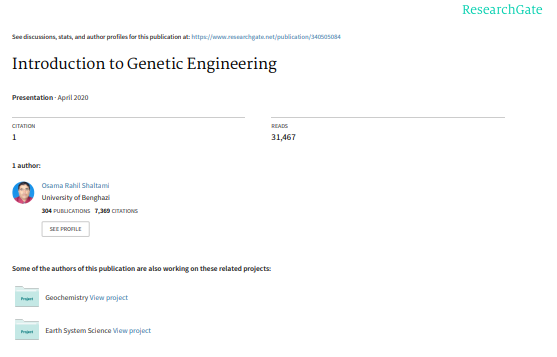 ResearchGate
See discussions, stats, and author profiles for this publication at: https://www.researchgate.net/publication/340505084
Introduction to Genetic Engineering
Presentation · April 2020
CITATION
1
READS
31,467
1 author:
Osama Rahil Shaltami
University of Benghazi
304 PUBLICATIONS 7,369 CITATIONS
SEE PROFILE
Some of the authors of this publication are also working on these related projects:
Project
Geochemistry View project
Project
Earth System Science View project